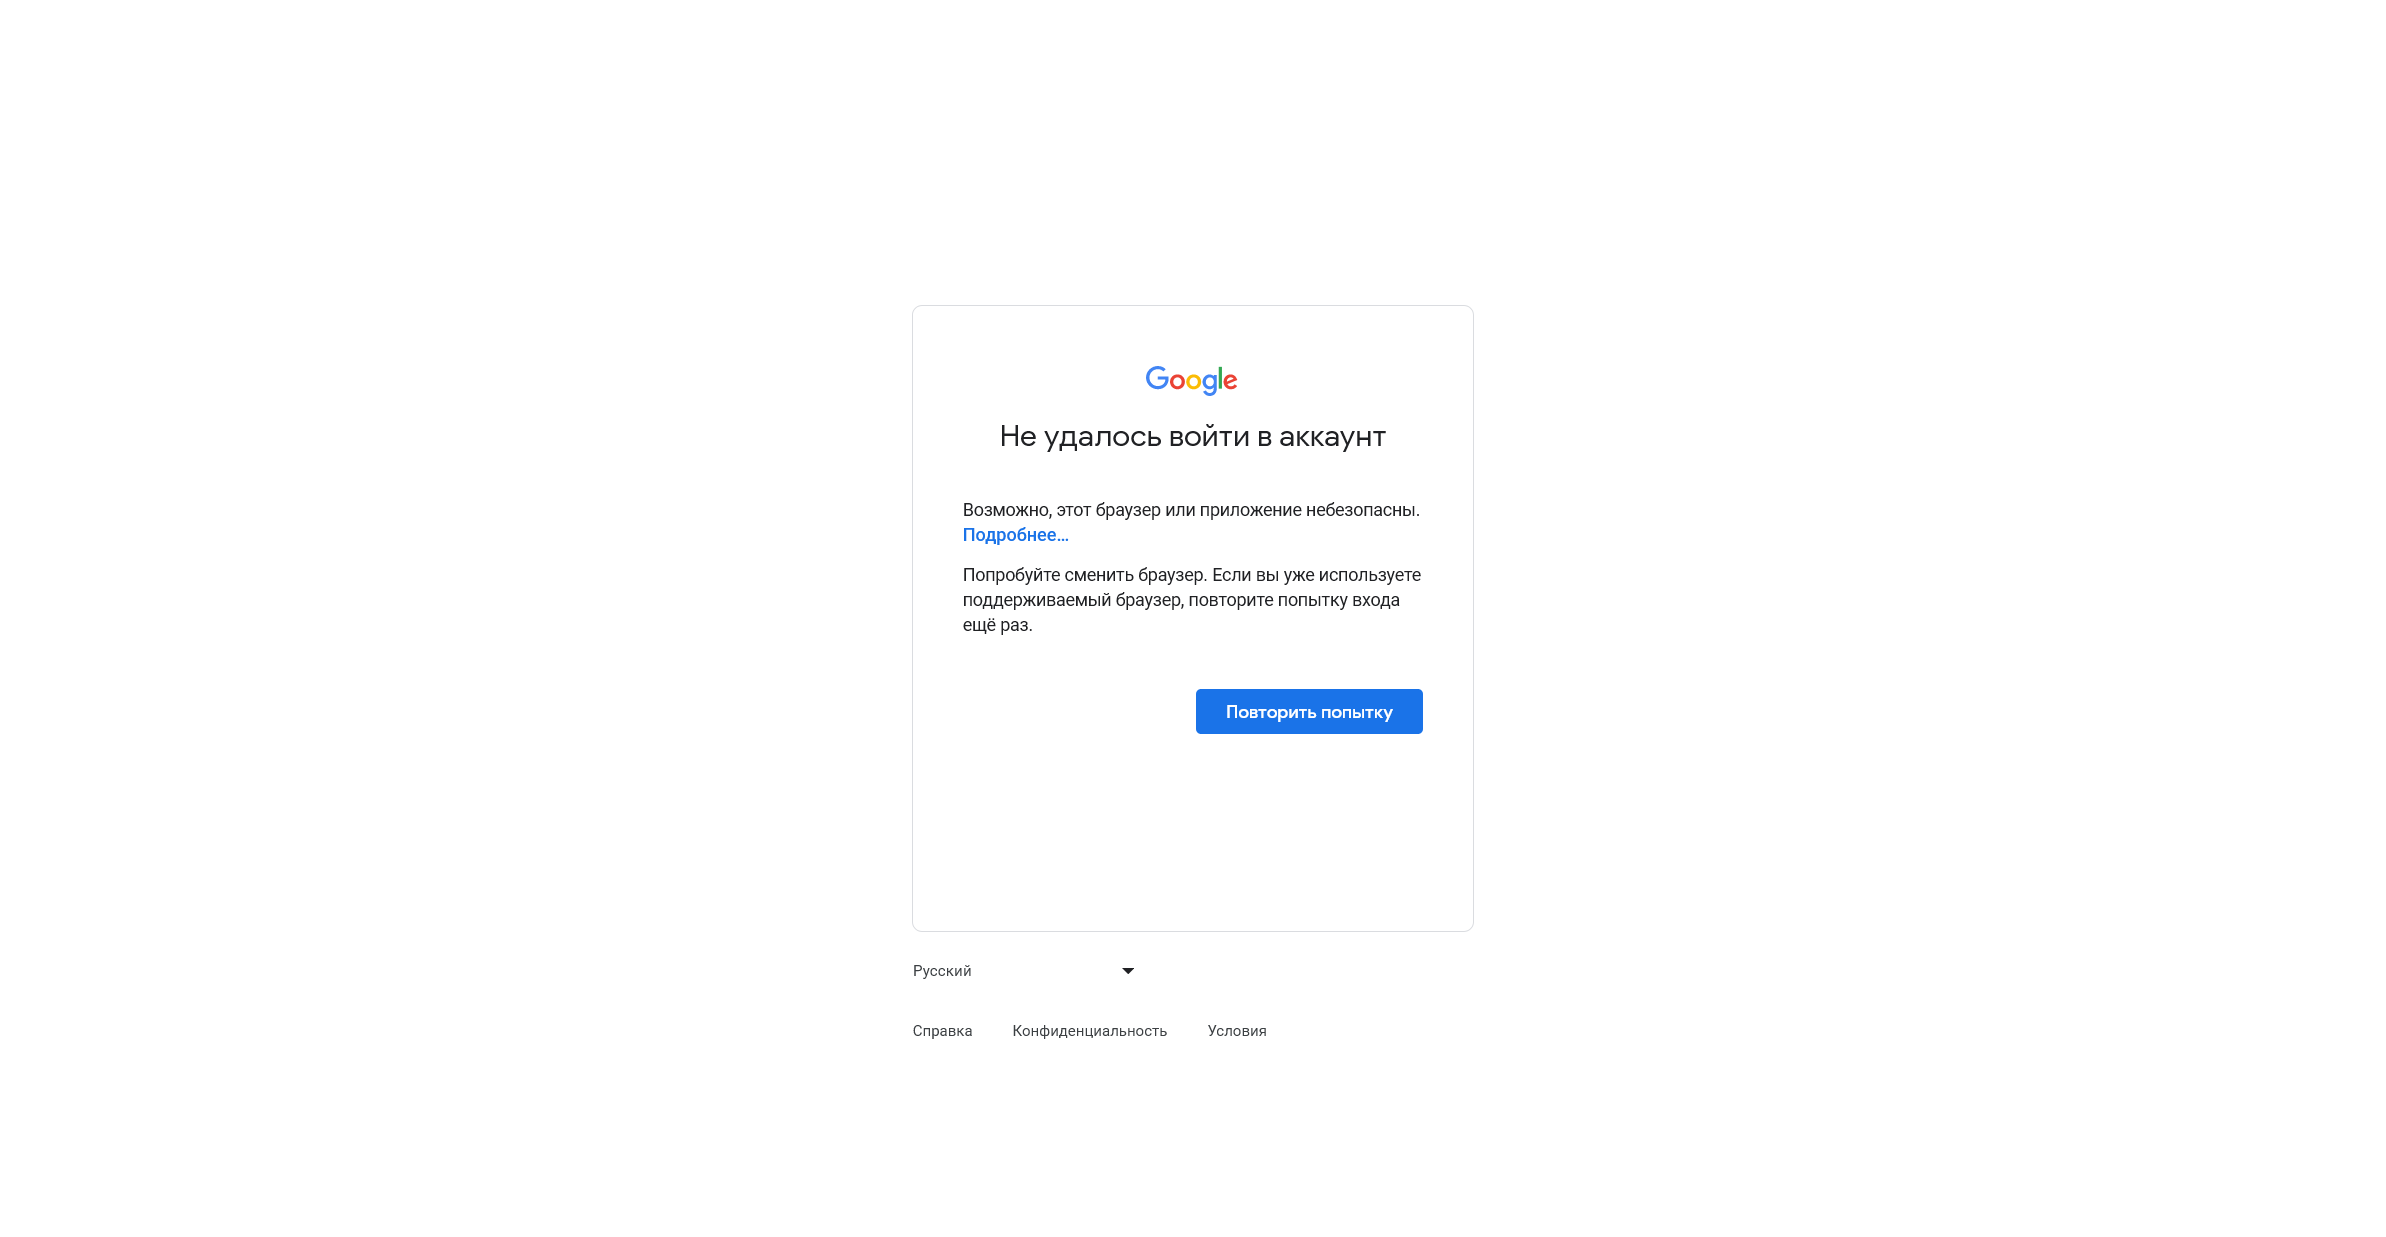 Google
Не удалось войти в аккаунт
Возможно, этот браузер или приложение небезопасны.
Подробнее…
Попробуйте сменить браузер. Если вы уже используете
поддерживаемый браузер, повторите попытку входа
ещё раз.
Повторить попытку
Русский
Справка Конфиденциальность Условия